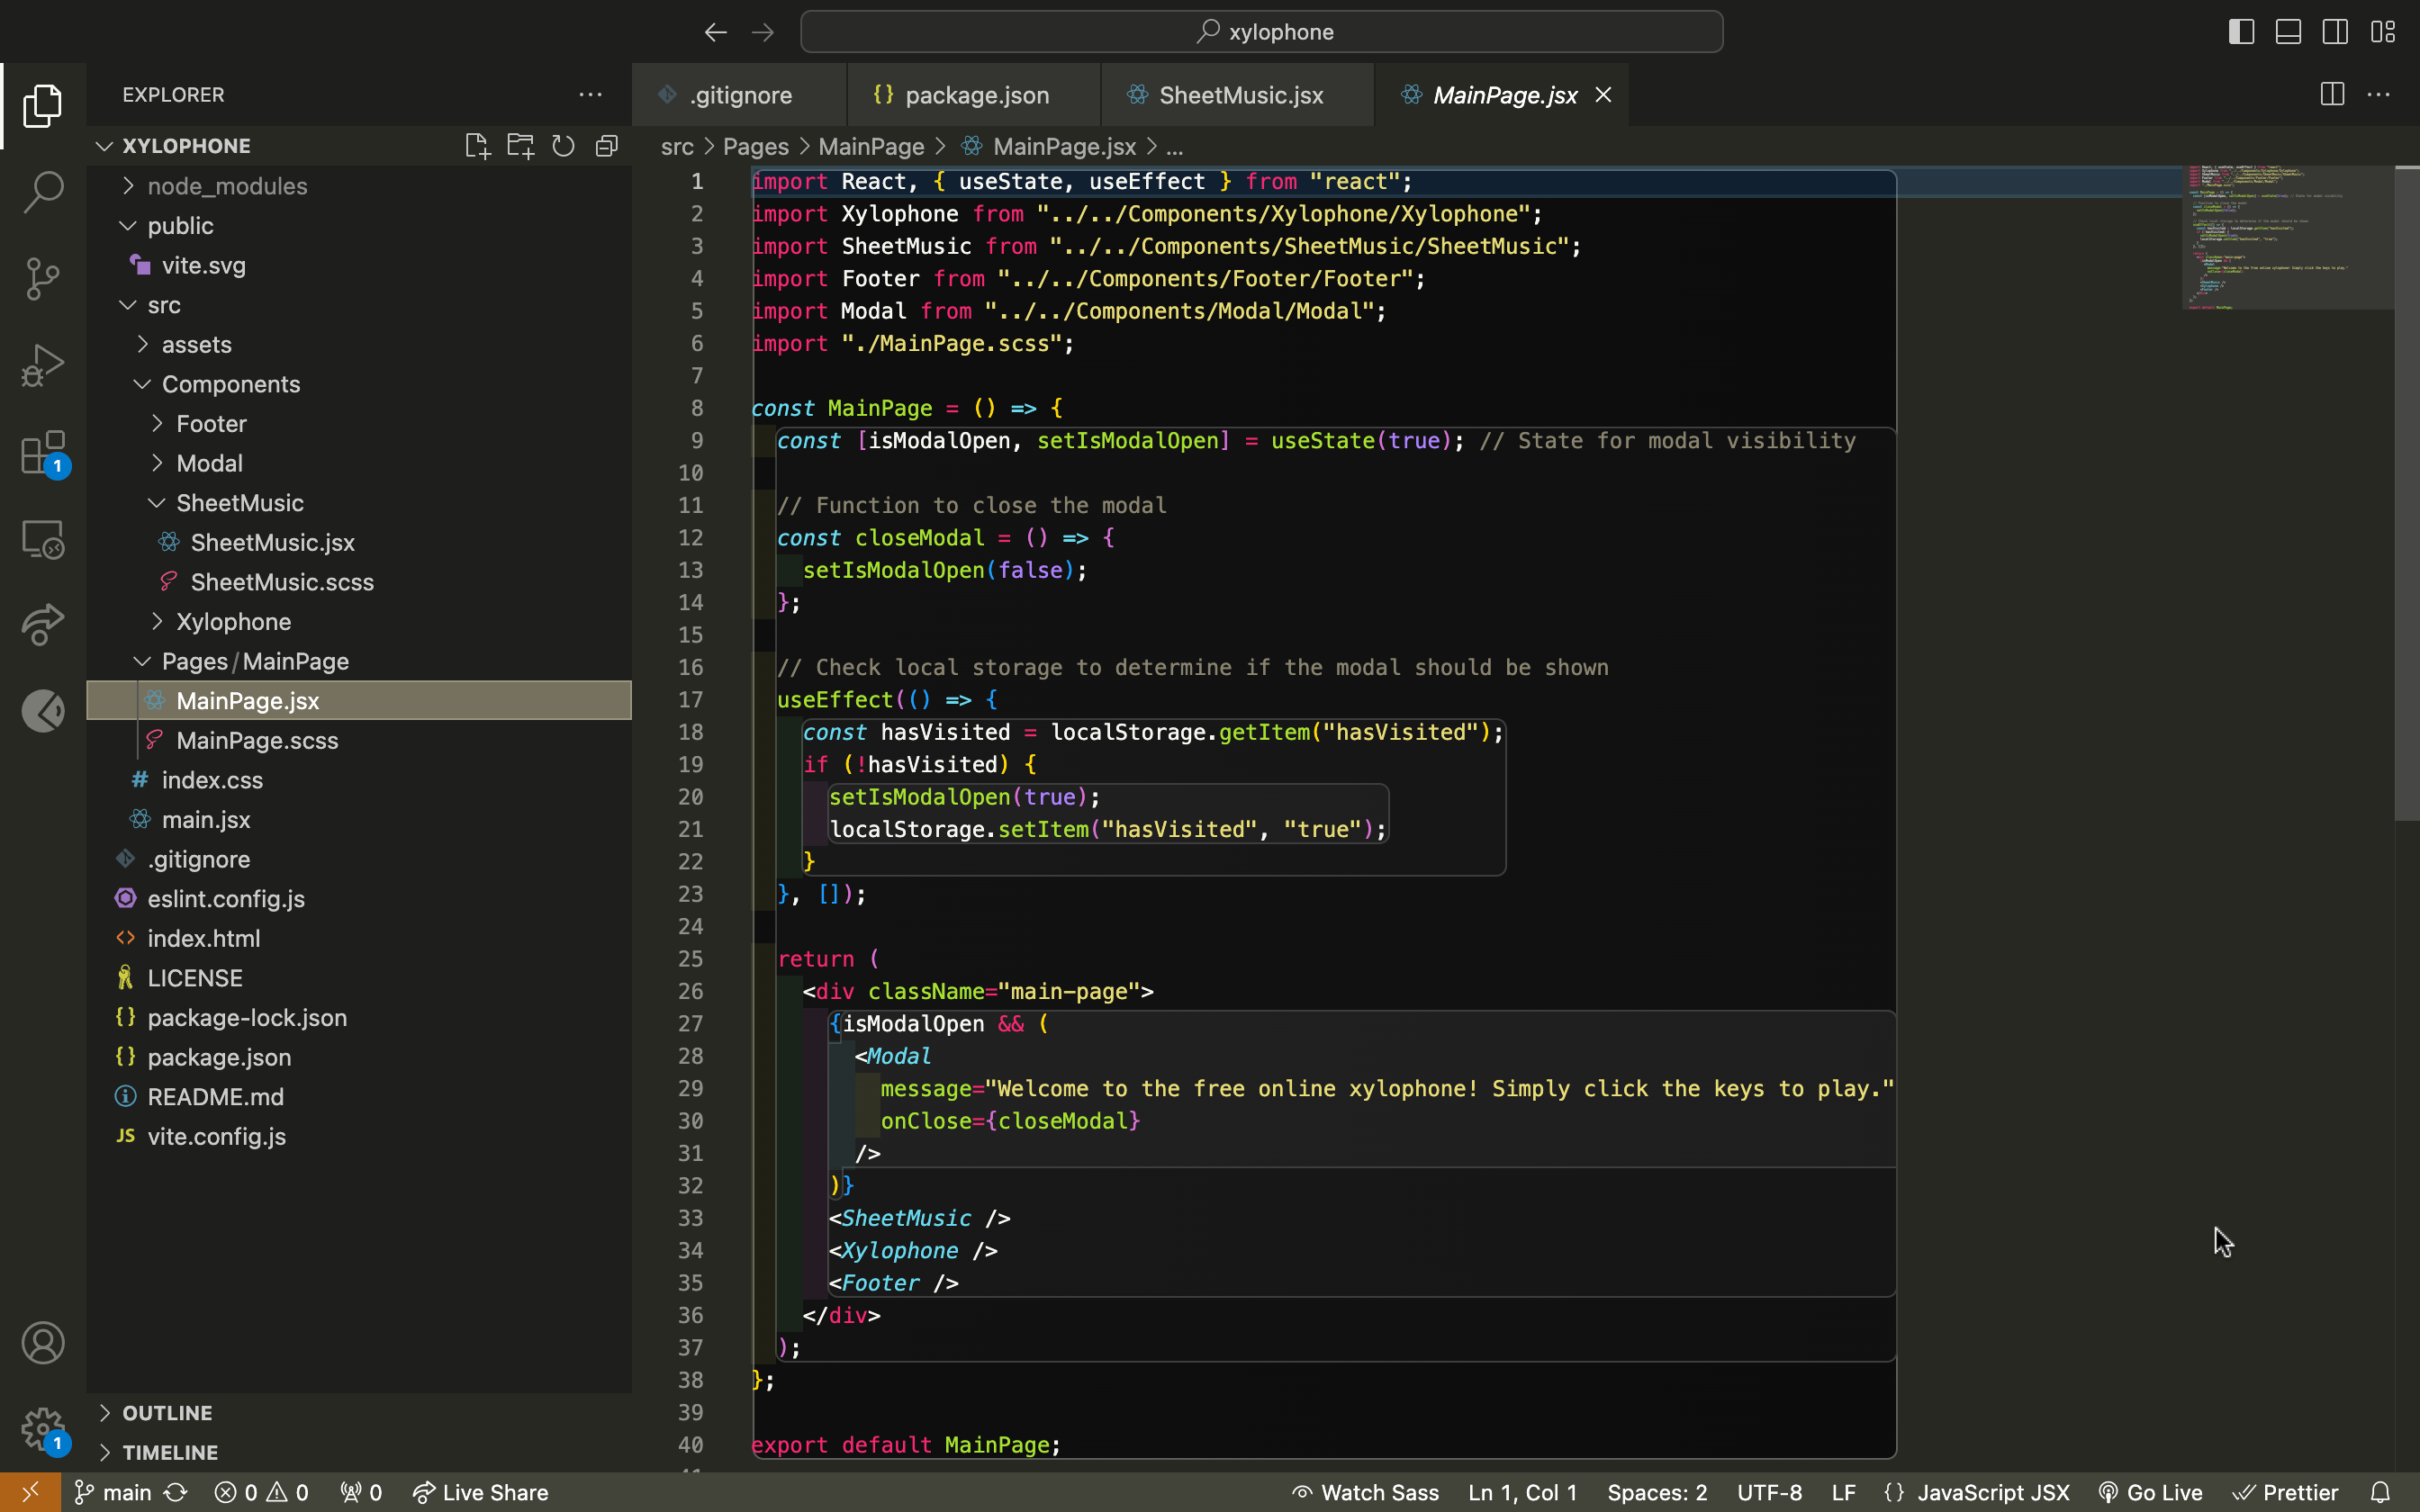 xylophone
EXPLORER
XYLOPHONE
node_modules
public
vite.svg
src
assets
Components
Footer
Modal
SheetMusic
SheetMusic.jsx
SheetMusic.scss
Xylophone
Pages / MainPage
MainPage.jsx
MainPage.scss
# index.css
main.jsx
.gitignore
eslint.config.js
<> index.html
LICENSE
{} package-lock.json
{} package.json
README.md
JS vite.config.js
OUTLINE
TIMELINE
1
1
.gitignore
{} package.json
SheetMusic.jsx
MainPage.jsx
src > Pages > MainPage > MainPage.jsx > ...
1 import React, { useState, useEffect } from "react";
2 import Xylophone from "../../Components/Xylophone/Xylophone";
3 import SheetMusic from "../../Components/SheetMusic/SheetMusic";
4 import Footer from "../../Components/Footer/Footer";
5 import Modal from "../../Components/Modal/Modal";
6 import "./MainPage.scss";
7
8 const MainPage = () => {
9 const [isModalOpen, setIsModalOpen] = useState(true); // State for modal visibility
10
11 // Function to close the modal
12 const closeModal = () => {
13 setIsModalOpen(false);
14 };
15
16 // Check local storage to determine if the modal should be shown
17 useEffect(() => {
18 const hasVisited = localStorage.getItem("hasVisited");
19 if (!hasVisited) {
20 setIsModalOpen(true);
21 localStorage.setItem("hasVisited", "true");
22 }
23 }, []);
24
25 return (
26 <div className="main-page">
27 {isModalOpen && (
28 <Modal
29 message="Welcome to the free online xylophone! Simply click the keys to play."
30 onClose={closeModal}
31 />
32 )}
33 <SheetMusic />
34 <Xylophone />
35 <Footer />
36 </div>
37 );
38 };
39
40 export default MainPage;
main 0 0 0 Live Share Watch Sass Ln 1, Col 1 Spaces: 2 UTF-8 LF {} JavaScript JSX Go Live Prettier